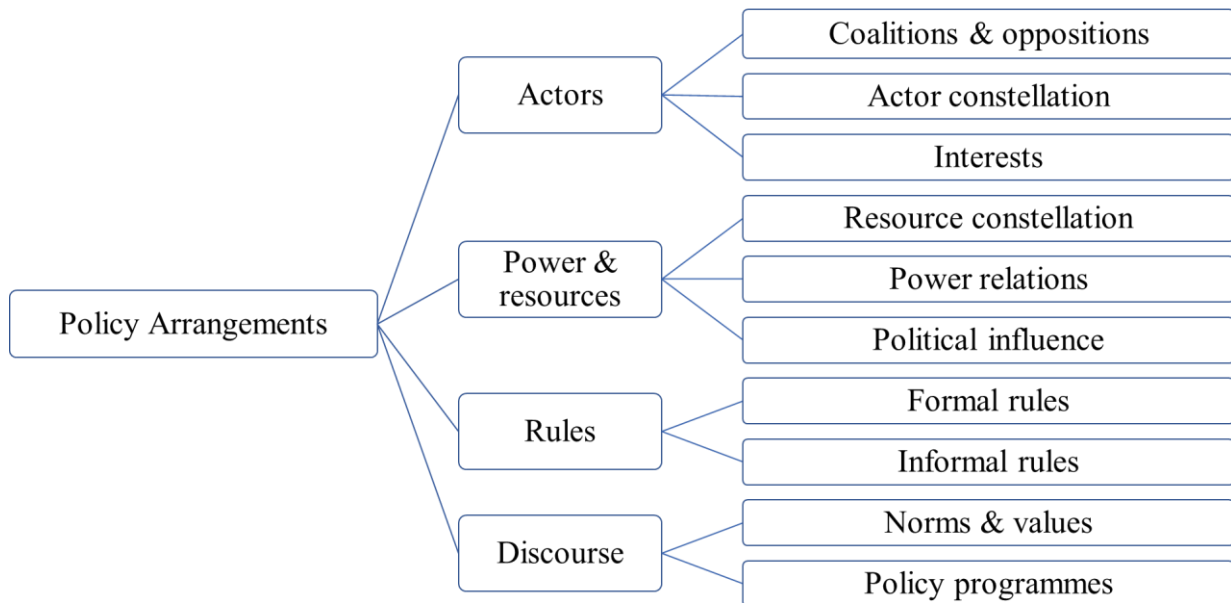 Policy Arrangements
Actors
Coalitions & oppositions
Actor constellation
Interests
Power &
resources
Resource constellation
Power relations
Political influence
Rules
Formal rules
Informal rules
Discourse
Norms & values
Policy programmes